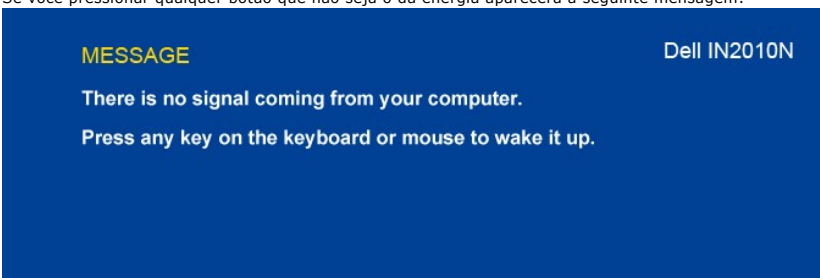 Se você pressionar qualquer botão que não seja o da energia aparecerá a seguinte mensagem:
MESSAGE
Dell IN2010N
There is no signal coming from your computer.
Press any key on the keyboard or mouse to wake it up.